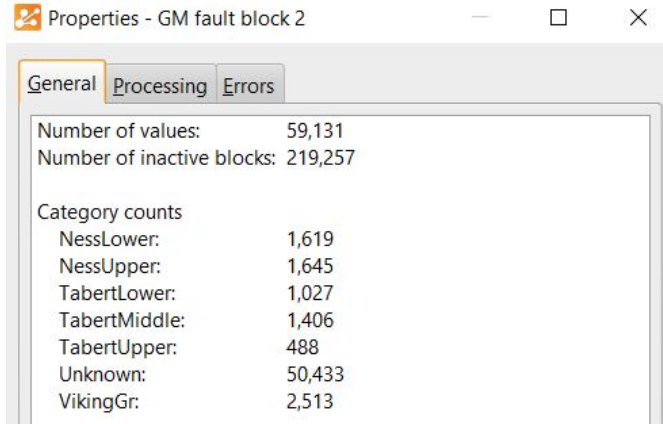 Properties - GM fault block 2
General Processing Errors
Number of values: 59,131
Number of inactive blocks: 219,257
Category counts
NessLower: 1,619
NessUpper: 1,645
TabertLower: 1,027
TabertMiddle: 1,406
TabertUpper: 488
Unknown: 50,433
VikingGr: 2,513